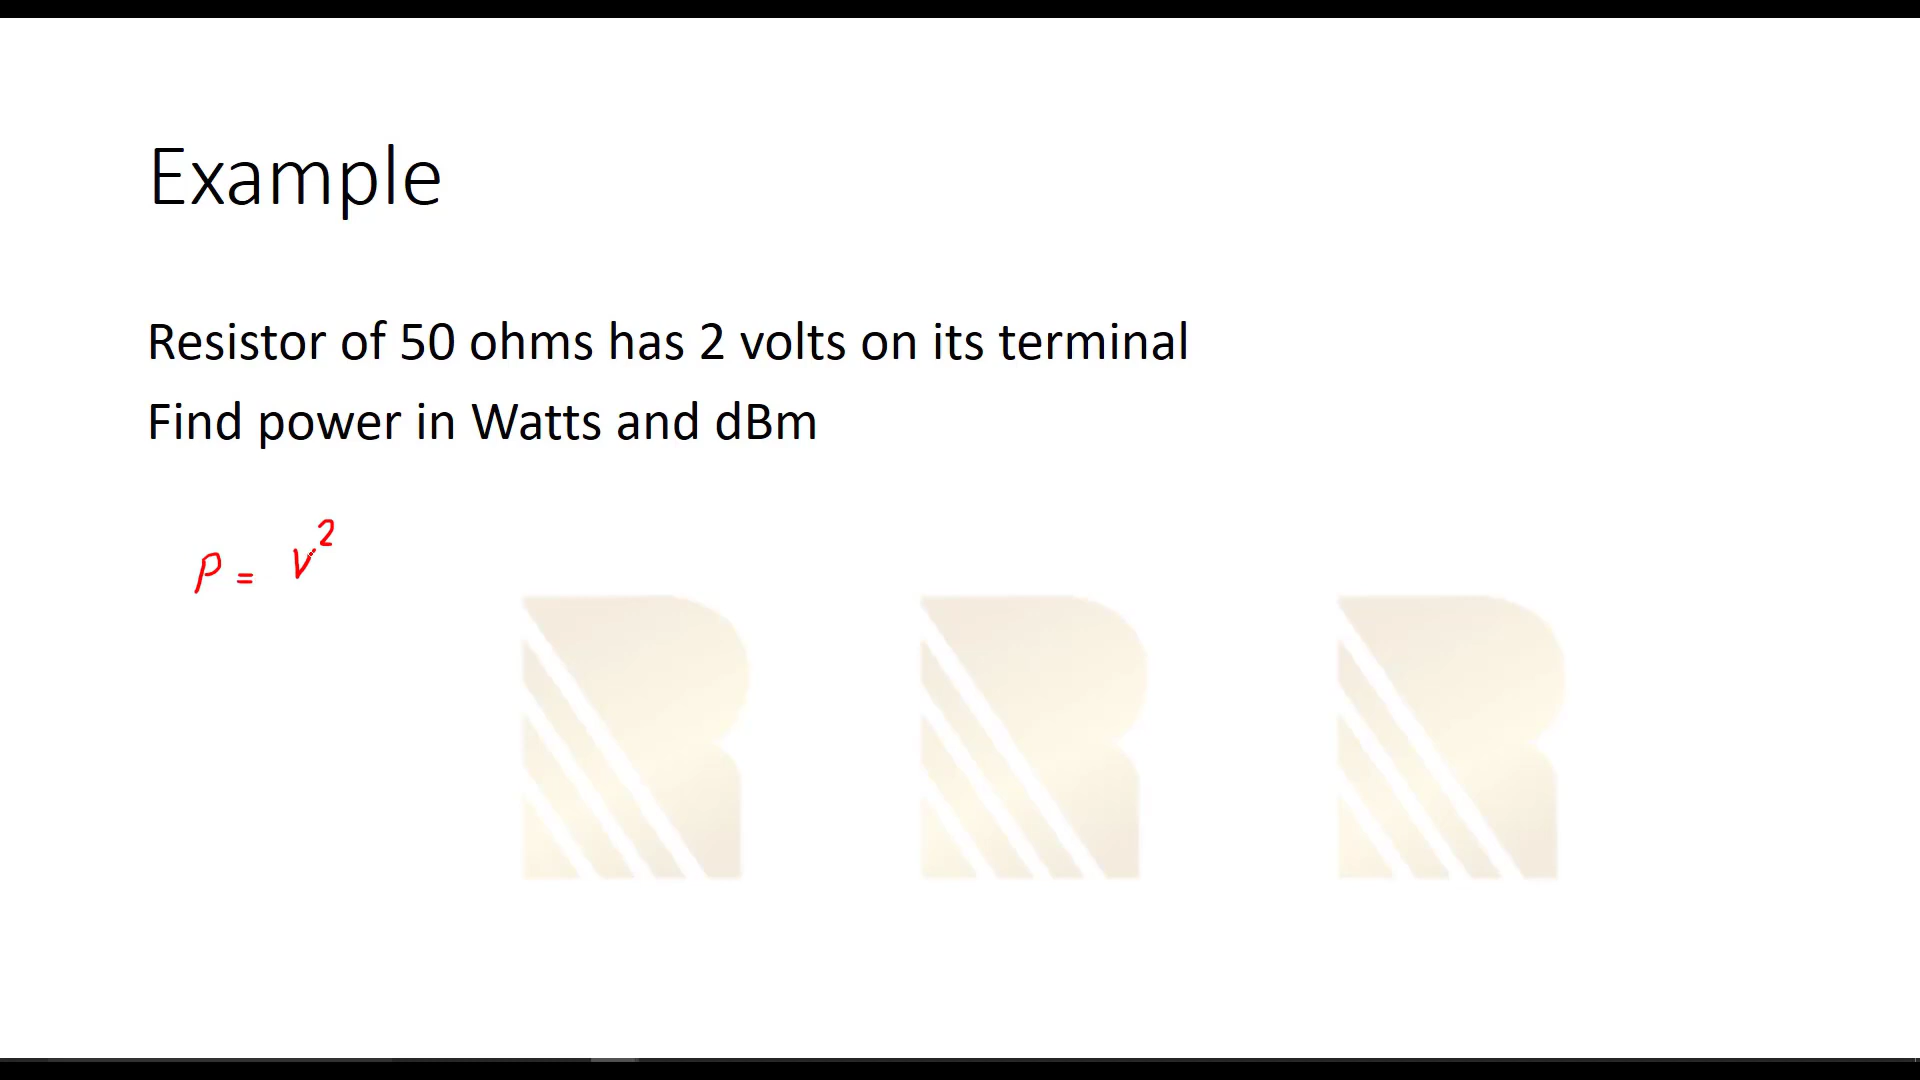 Example
Resistor of 50 ohms has 2 volts on its terminal
Find power in Watts and dBm
P = V²